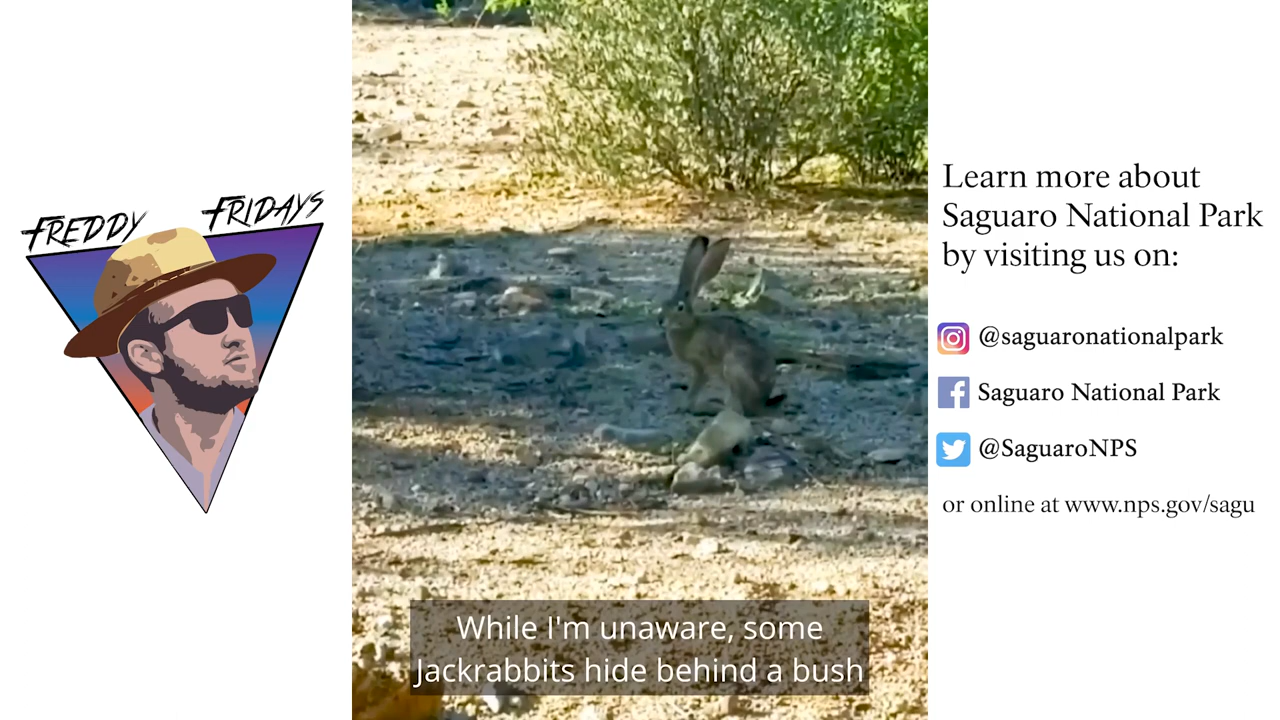 FREDDY FRIDAYS
While I'm unaware, some
Jackrabbits hide behind a bush
Learn more about
Saguaro National Park
by visiting us on:
@saguaronationalpark
Saguaro National Park
@SaguaroNPS
or online at www.nps.gov/sagu